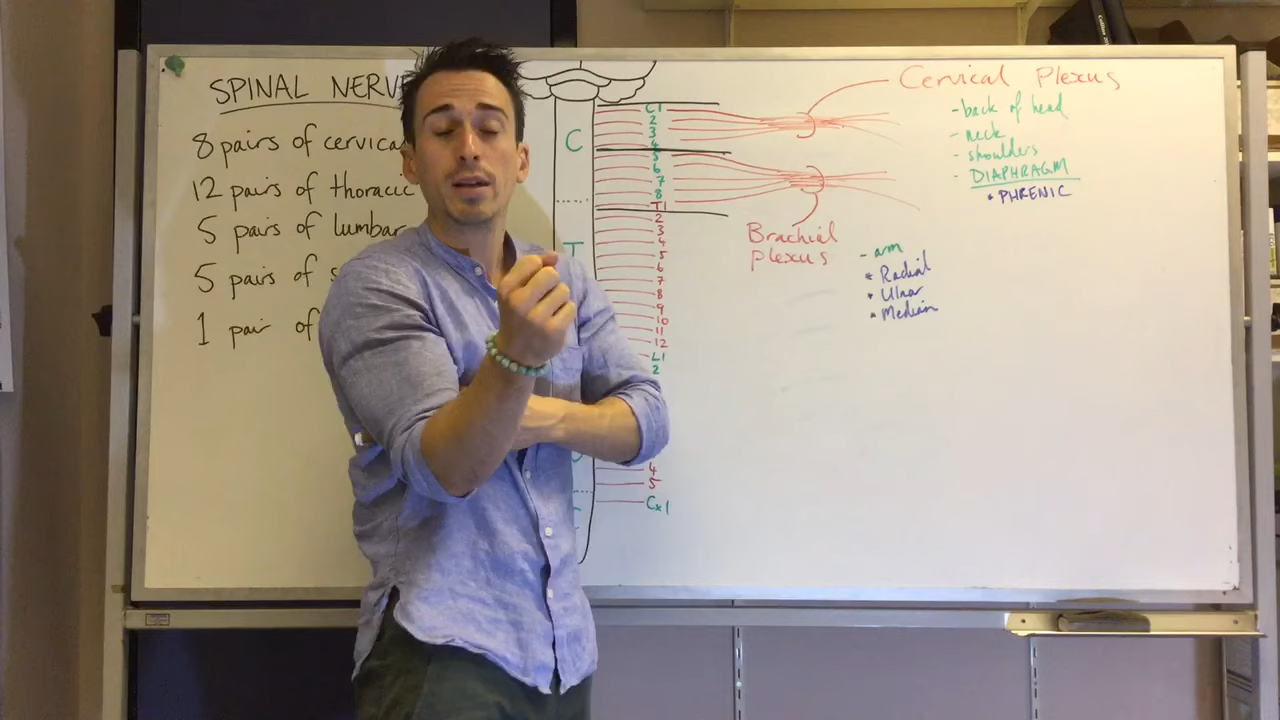 SPINAL NERV
8 pairs of cervica
12 pairs of thoracic
5 pairs of lumbar
5 pairs of s
1 pair of
C
T
C1
2
3
4
5
6
7
8
T1
2
3
4
5
6
7
8
9
10
11
12
L1
2
4
5
Cx1
Cervical Plexus
- back of head
- neck
- shoulders
- DIAPHRAGM
* PHRENIC
Brachial
plexus
- arm
* Radial
* Ulnar
* Median